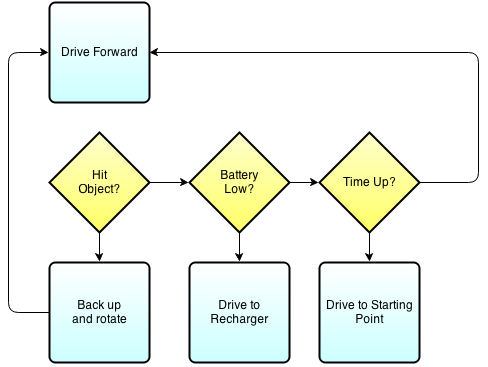 Drive Forward
Hit
Object?
Battery
Low?
Time Up?
Back up
and rotate
Drive to
Recharger
Drive to Starting
Point